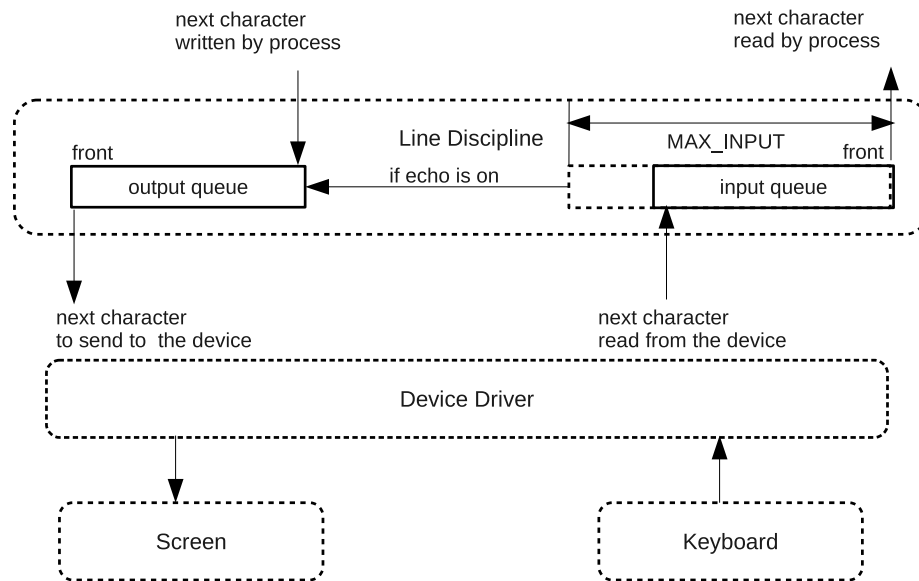 next character
written by process
next character
read by process
Line Discipline
MAX_INPUT
front
front
if echo is on
output queue
input queue
next character
to send to  the device
next character
read from the device
Device Driver
Screen
Keyboard